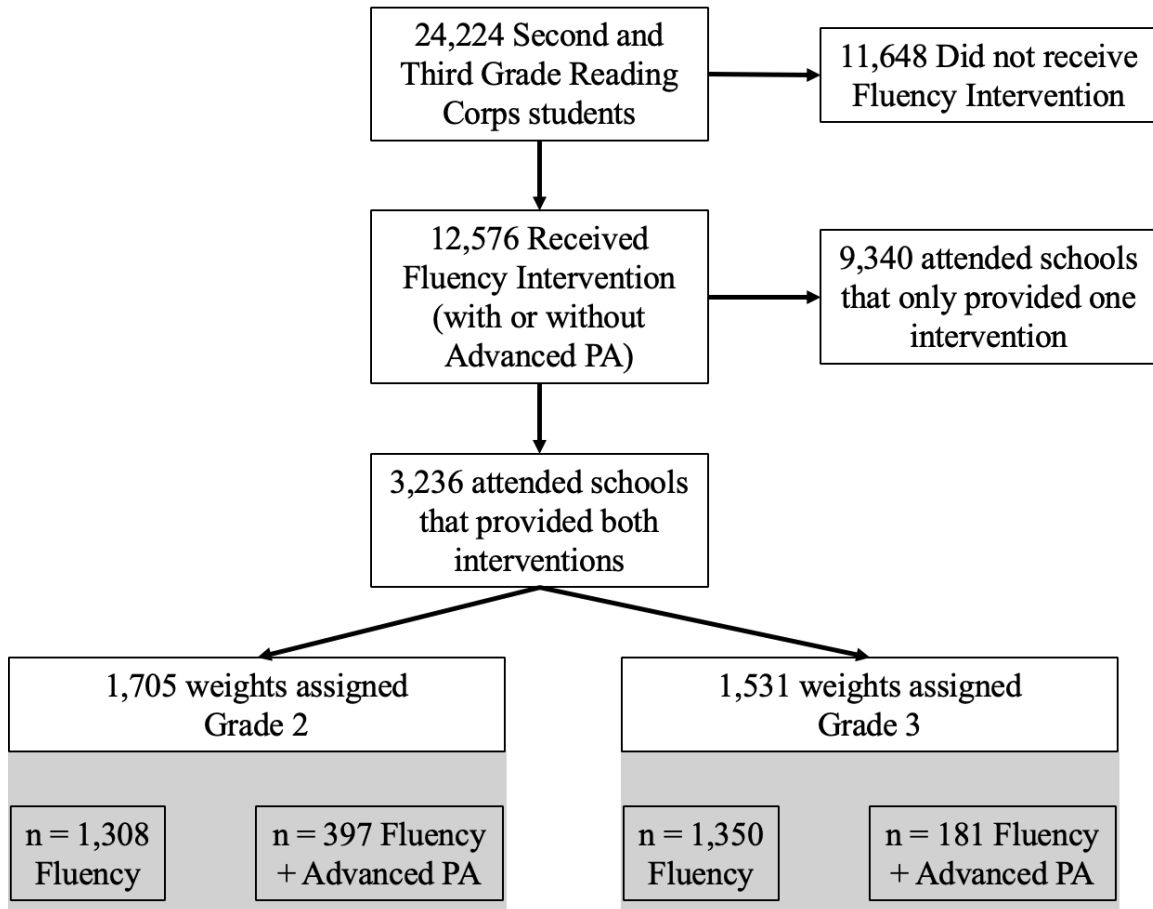 24,224 Second and
Third Grade Reading
Corps students
11,648 Did not receive
Fluency Intervention
12,576 Received
Fluency Intervention
(with or without
Advanced PA)
9,340 attended schools
that only provided one
intervention
3,236 attended schools
that provided both
interventions
1,705 weights assigned
Grade 2
1,531 weights assigned
Grade 3
n = 1,308
Fluency
n = 397 Fluency
+ Advanced PA
n = 1,350
Fluency
n = 181 Fluency
+ Advanced PA